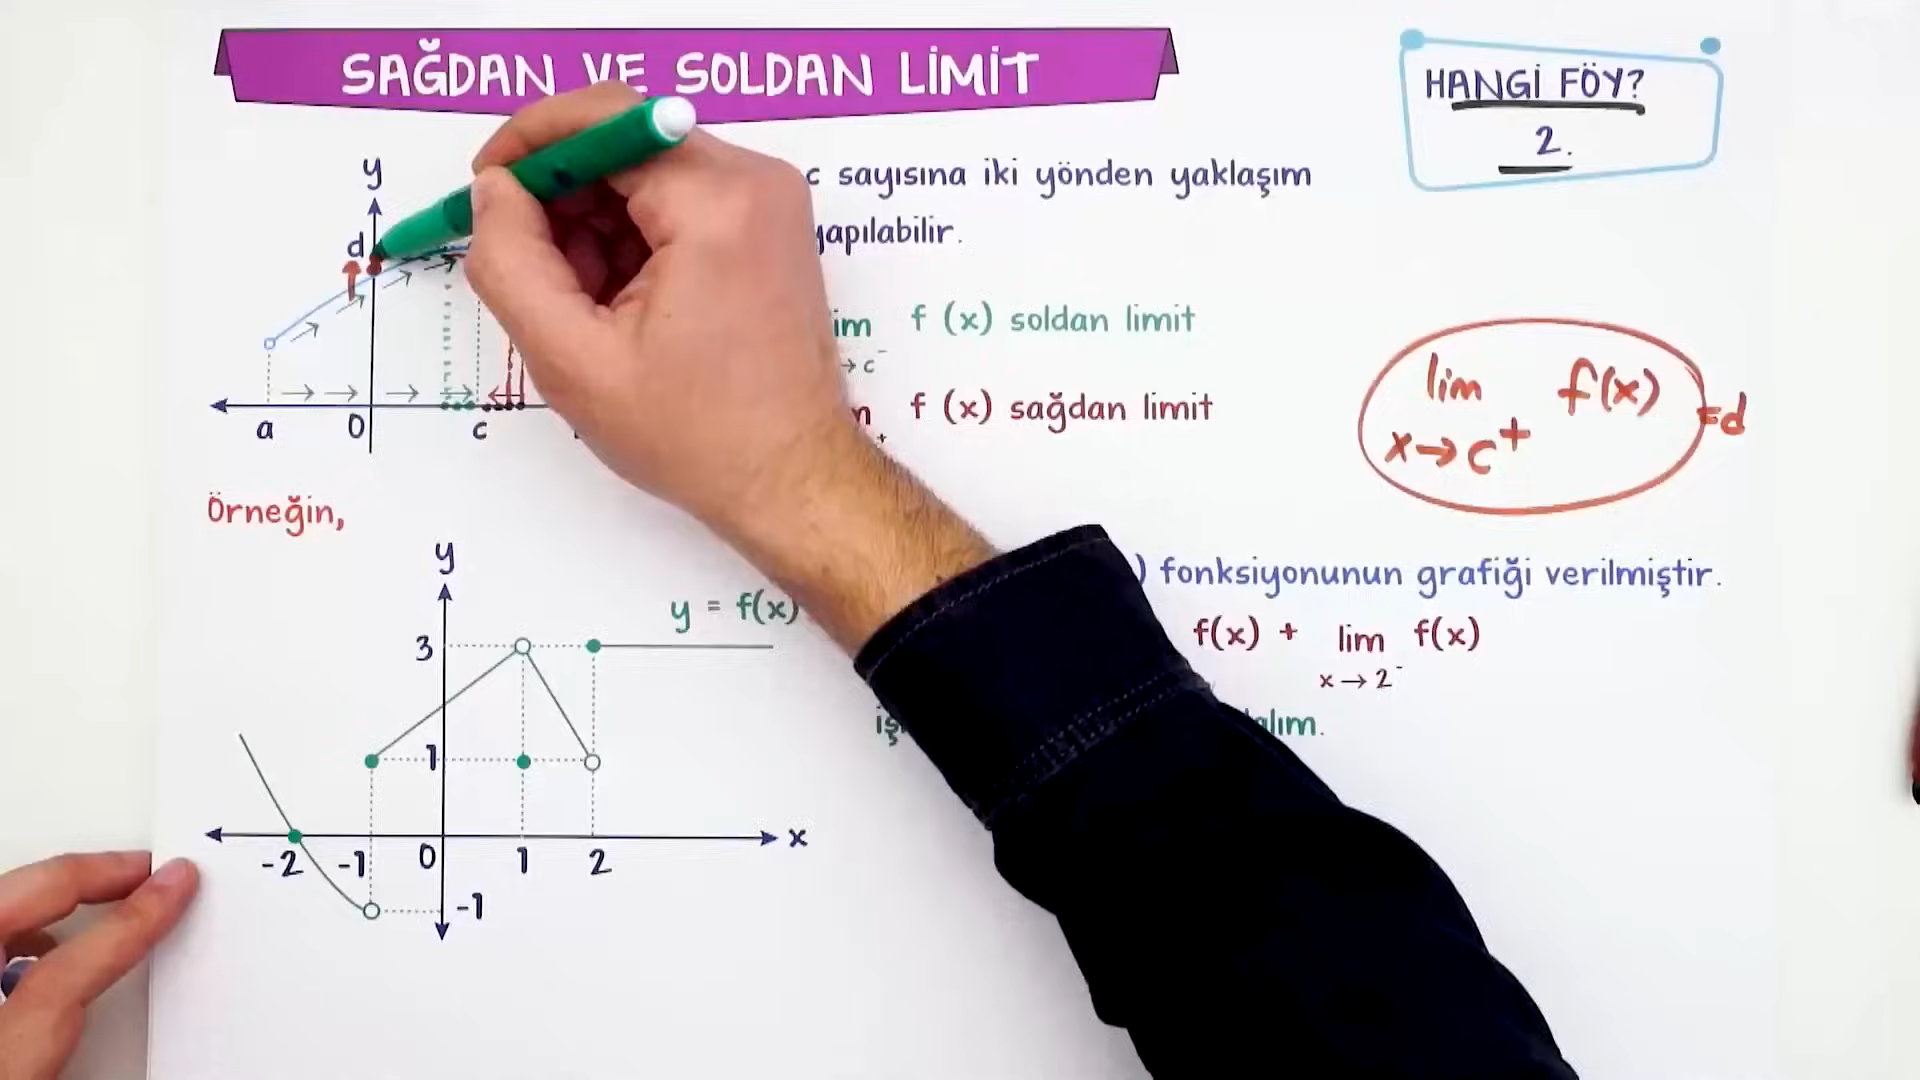 SAĞDAN VE SOLDAN LİMİT
HANGİ FÖY?
2.
y
c sayısına iki yönden yaklaşım
d
yapılabilir.
im f (x) soldan limit
→ c⁻
f (x) sağdan limit
a 0 c
lim f(x) = d
x → c⁺
Örneğin,
y
) fonksiyonunun grafiği verilmiştir.
y = f(x)
3
f(x) + lim f(x)
x → 2⁻
1
x
-2 -1 0 1 2
-1